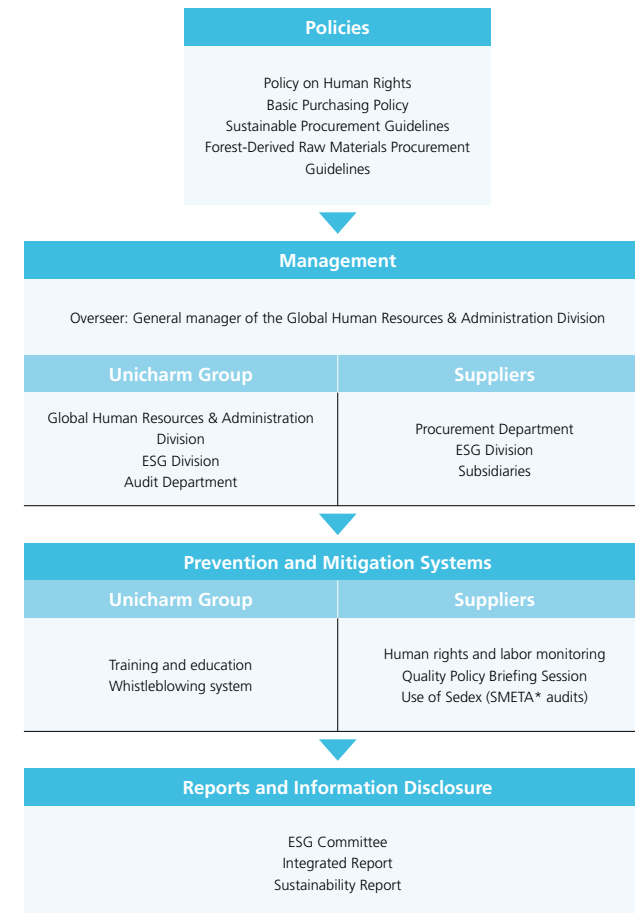 Policies
Policy on Human Rights
Basic Purchasing Policy
Sustainable Procurement Guidelines
Forest-Derived Raw Materials Procurement
Guidelines
Management
Overseer: General manager of the Global Human Resources & Administration Division
Unicharm Group
Global Human Resources & Administration
Division
ESG Division
Audit Department
Suppliers
Procurement Department
ESG Division
Subsidiaries
Prevention and Mitigation Systems
Unicharm Group
Training and education
Whistleblowing system
Suppliers
Human rights and labor monitoring
Quality Policy Briefing Session
Use of Sedex (SMETA* audits)
Reports and Information Disclosure
ESG Committee
Integrated Report
Sustainability Report